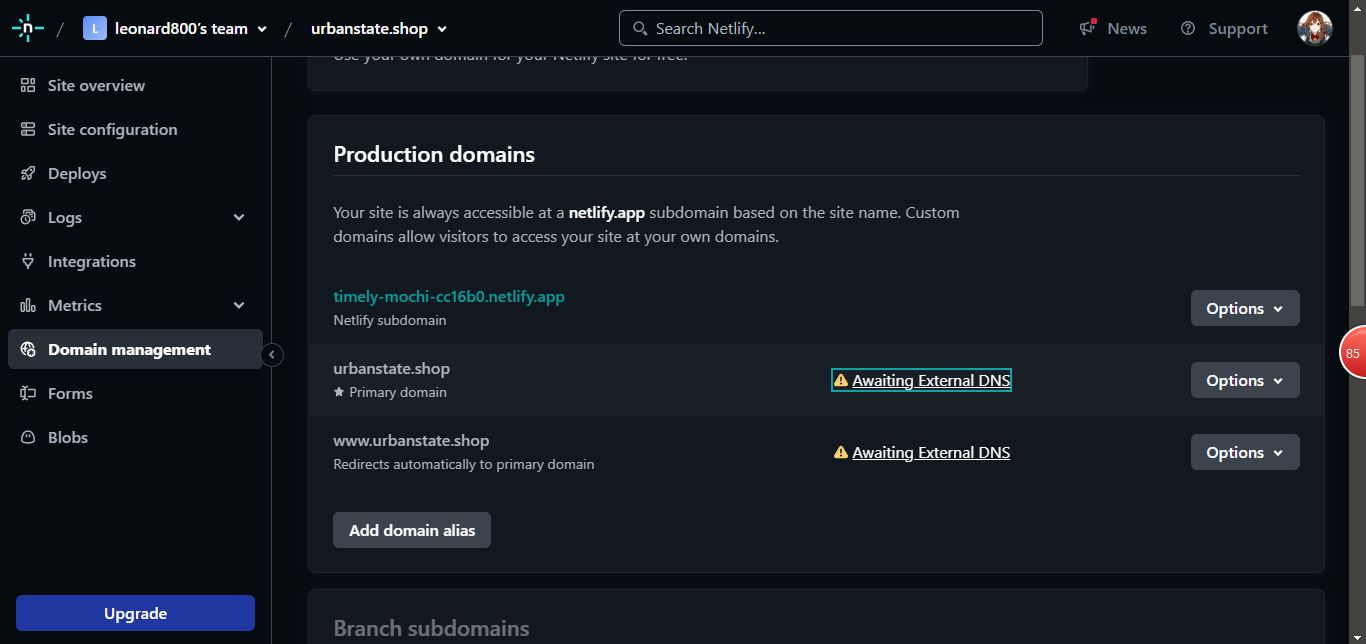 n / L leonard800's team / urbanstate.shop
Search Netlify...
News
Support
Site overview
Site configuration
Deploys
Logs
Integrations
Metrics
Domain management
Forms
Blobs
Upgrade
Use your own domain for your Netlify site for free.
Production domains
Your site is always accessible at a netlify.app subdomain based on the site name. Custom
domains allow visitors to access your site at your own domains.
timely-mochi-cc16b0.netlify.app
Netlify subdomain
Options
urbanstate.shop
Primary domain
Awaiting External DNS
Options
www.urbanstate.shop
Redirects automatically to primary domain
Awaiting External DNS
Options
Add domain alias
Branch subdomains
85